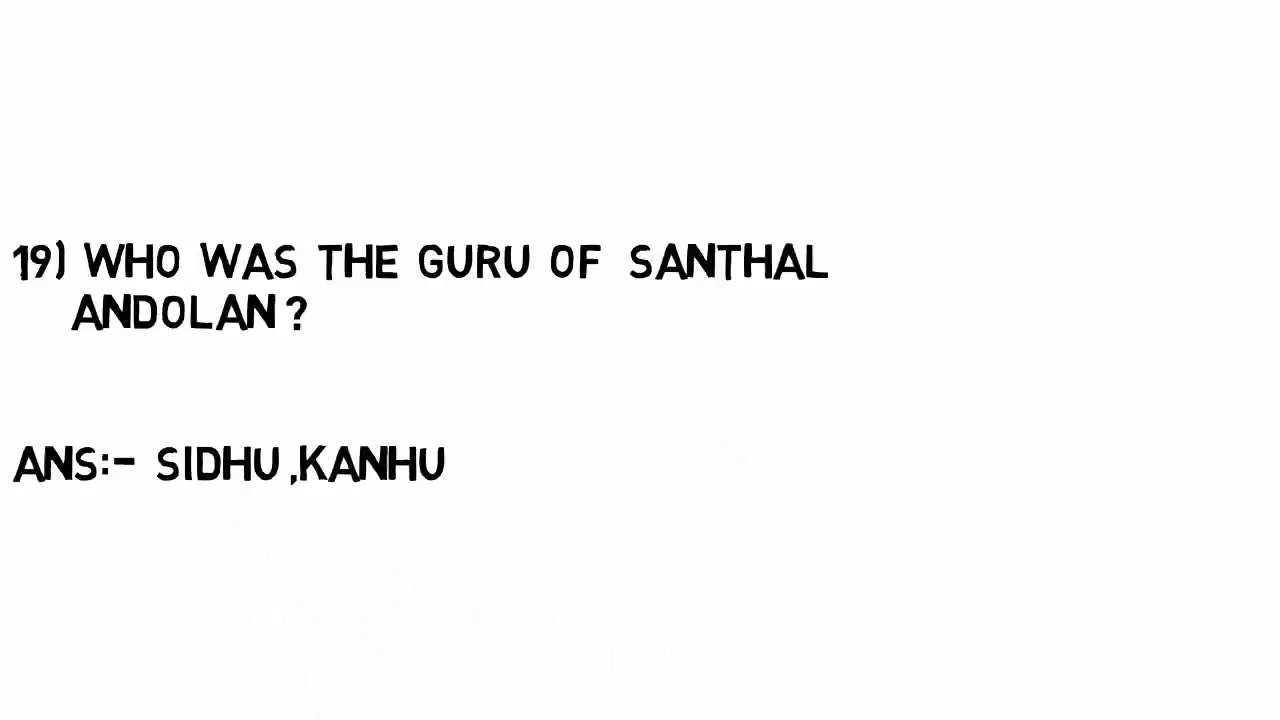 19) WHO WAS THE GURU OF SANTHAL
ANDOLAN ?
ANS:- SIDHU ,KANHU